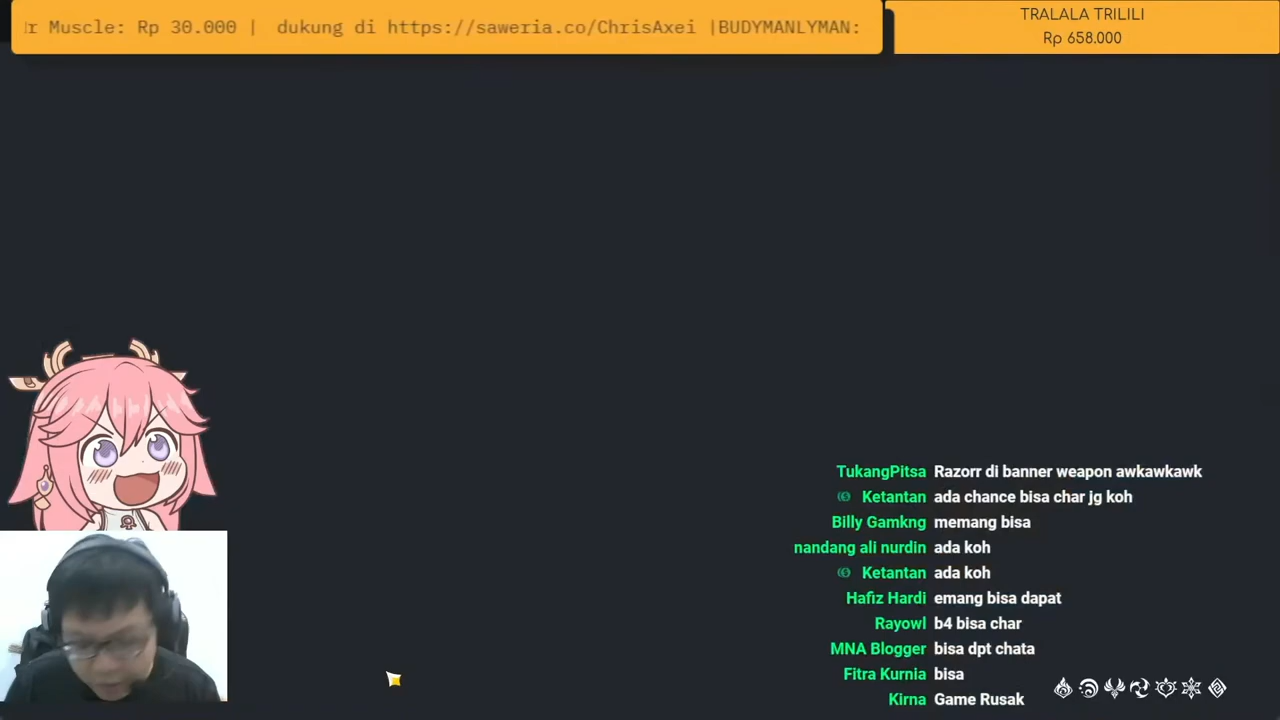 r Muscle: Rp 30.000 | dukung di https://saweria.co/ChrisAxei |BUDYMANLYMAN:
TRALALA TRILILI
Rp 658.000
TukangPitsa Razorr di banner weapon awkawkawk
Ketantan ada chance bisa char jg koh
Billy Gamkng memang bisa
nandang ali nurdin ada koh
Ketantan ada koh
Hafiz Hardi emang bisa dapat
Rayowl b4 bisa char
MNA Blogger bisa dpt chata
Fitra Kurnia bisa
Kirna Game Rusak